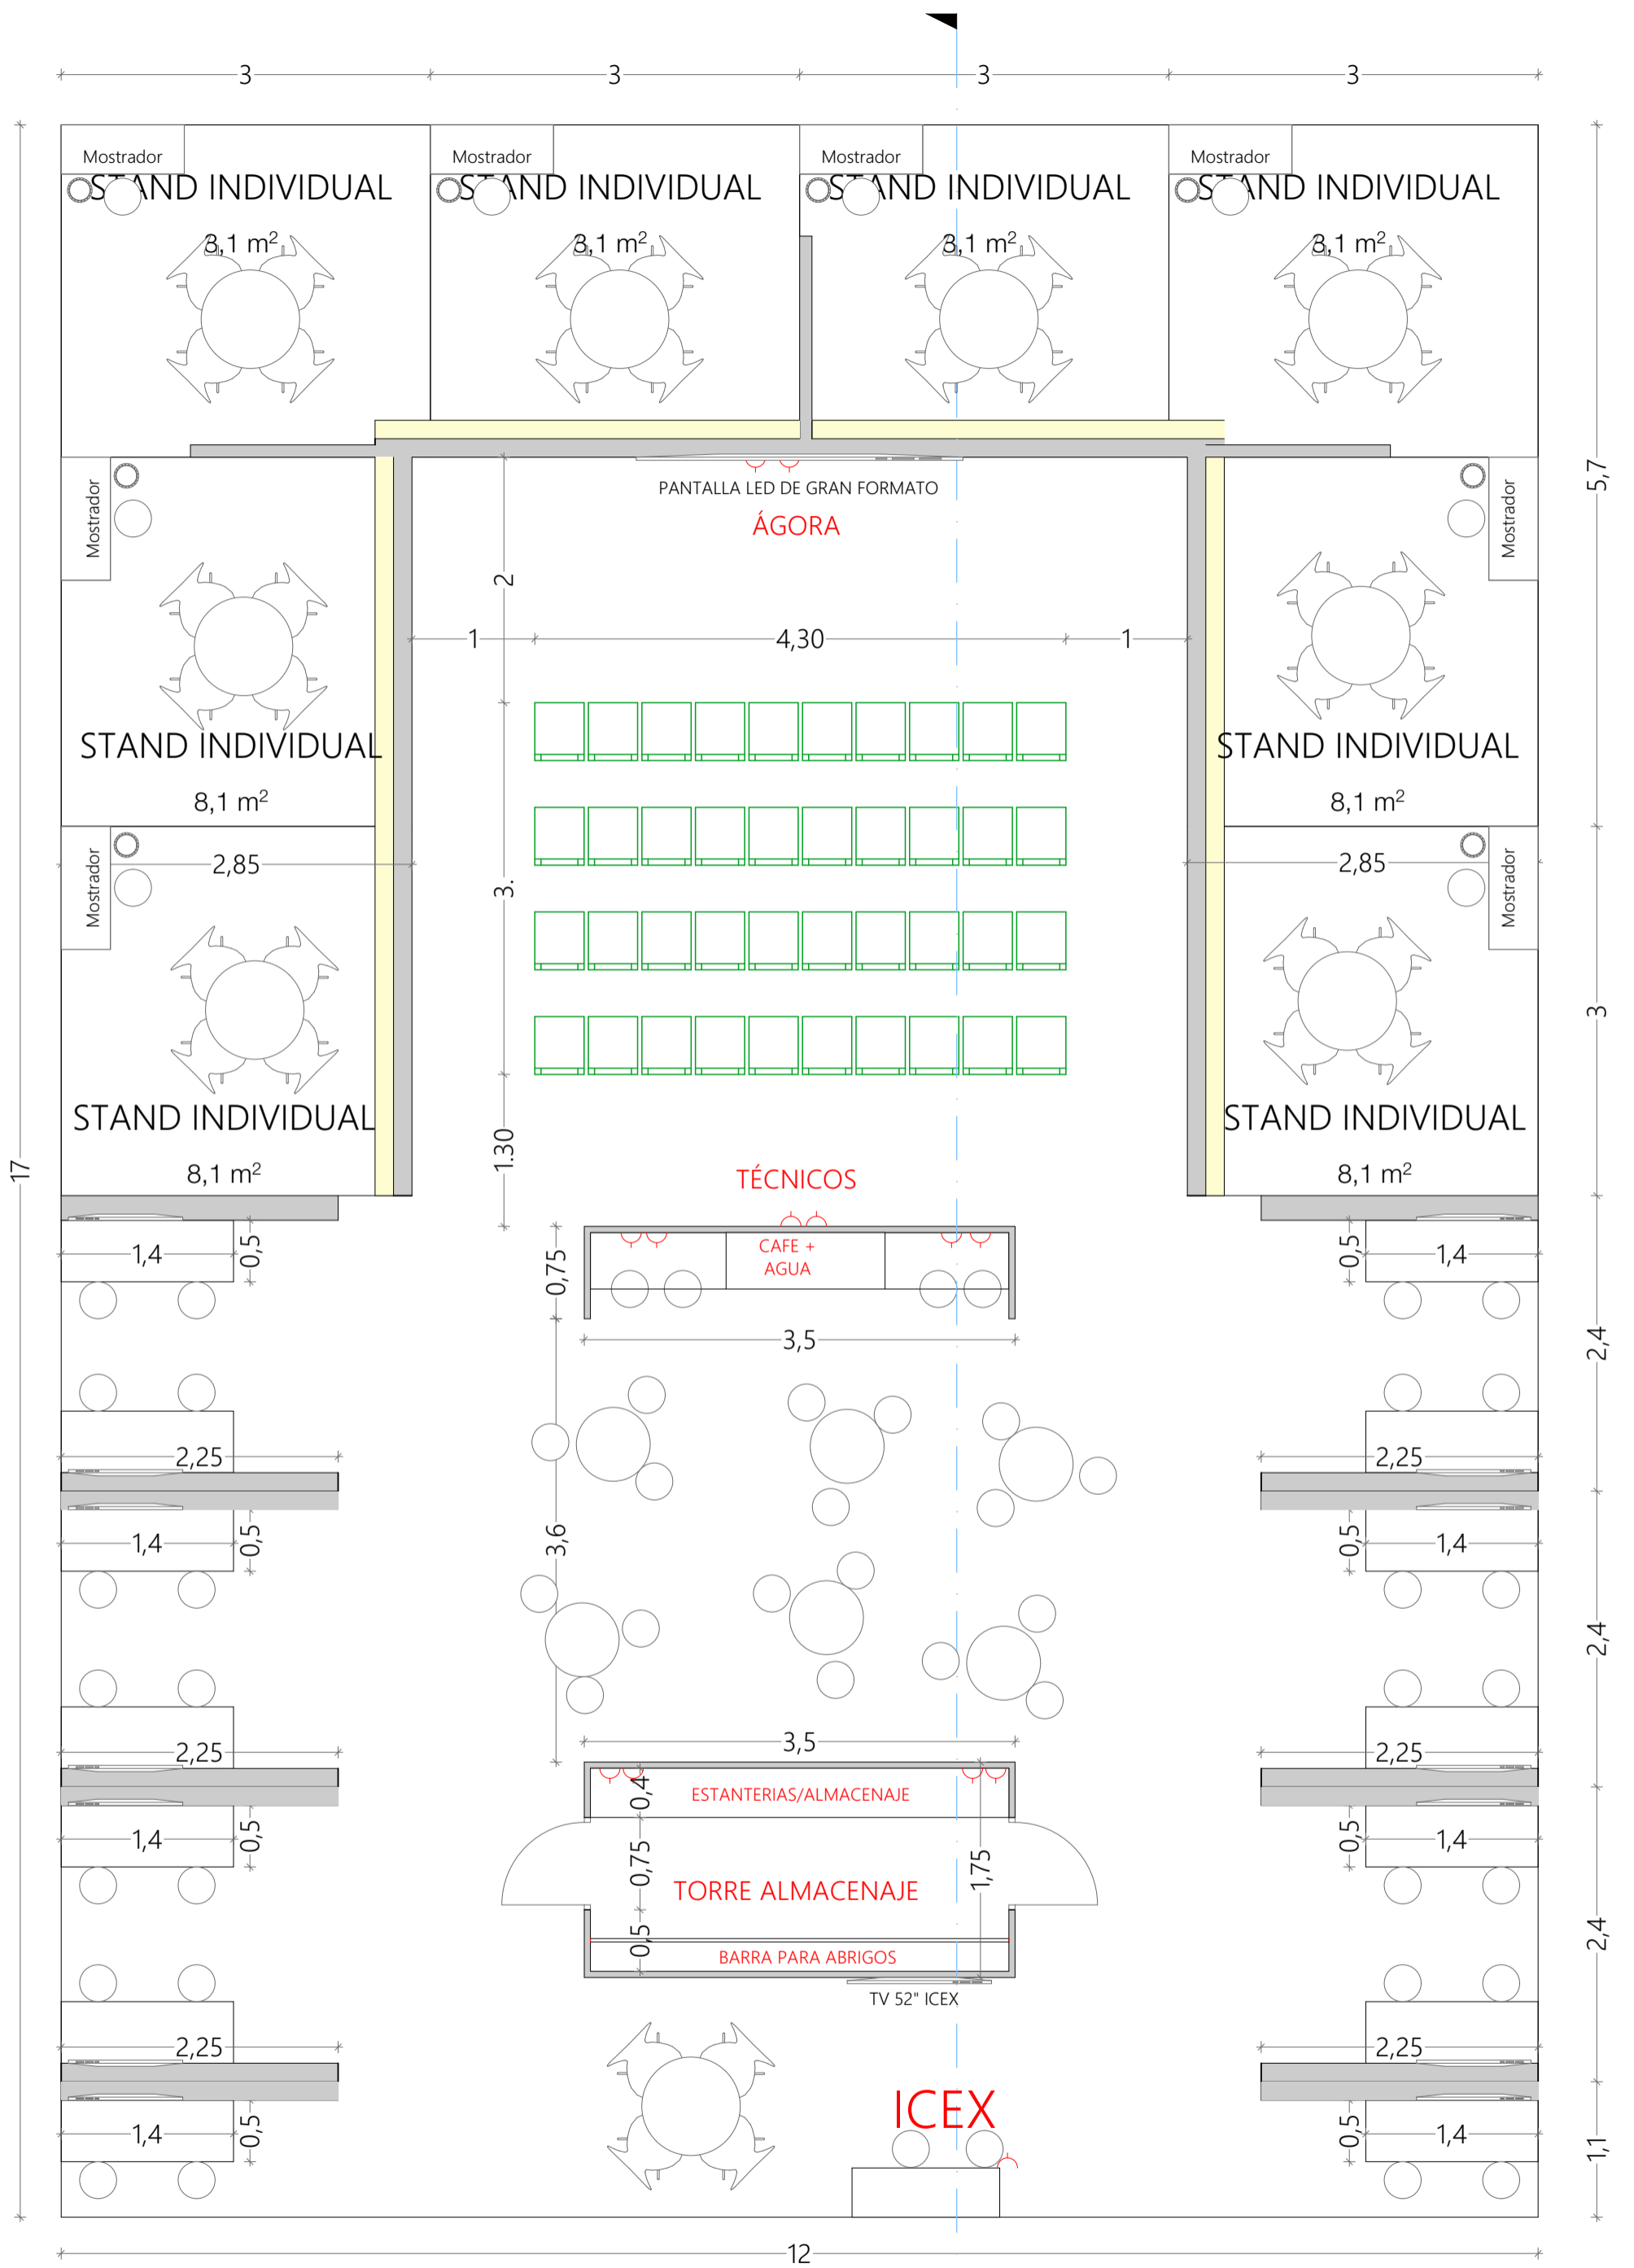 3 3 3 3
Mostrador Mostrador Mostrador Mostrador
STAND INDIVIDUAL STAND INDIVIDUAL STAND INDIVIDUAL STAND INDIVIDUAL
3,1 m² 3,1 m² 3,1 m² 3,1 m²
5,7
PANTALLA LED DE GRAN FORMATO
Mostrador Mostrador
ÁGORA
2
1 4,30 1
STAND INDIVIDUAL STAND INDIVIDUAL
8,1 m² 8,1 m²
2,85 2,85
Mostrador 3. Mostrador
3
STAND INDIVIDUAL STAND INDIVIDUAL
1.30
17
8,1 m² 8,1 m²
TÉCNICOS
CAFE +
AGUA
1,4 0,5 0,75 0,5 1,4
3,5
2,4
2,25 2,25
1,4 0,5 3,6 0,5 1,4
2,4
3,5
2,25 2,25
0,4 ESTANTERIAS/ALMACENAJE
1,4 0,5 0,75 1,75 0,5 1,4
TORRE ALMACENAJE
2,4
0,5 BARRA PARA ABRIGOS
TV 52" ICEX
2,25 2,25
ICEX
1,4 0,5 0,5 1,4
1,1
12